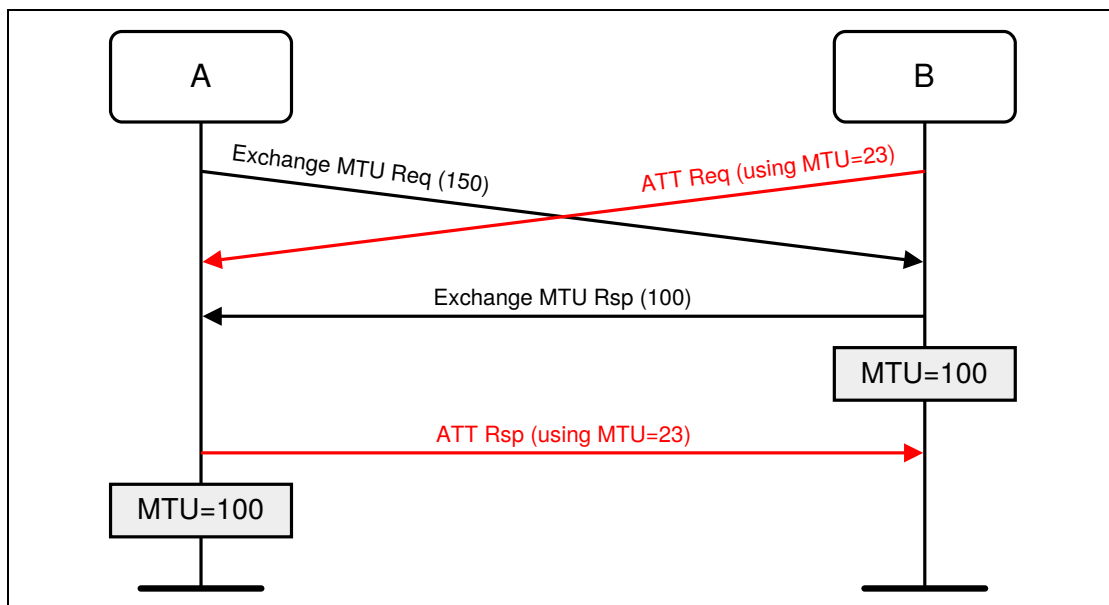 A
B
Exchange MTU Req (150)
ATT Req (using MTU=23)
Exchange MTU Rsp (100)
MTU=100
ATT Rsp (using MTU=23)
MTU=100